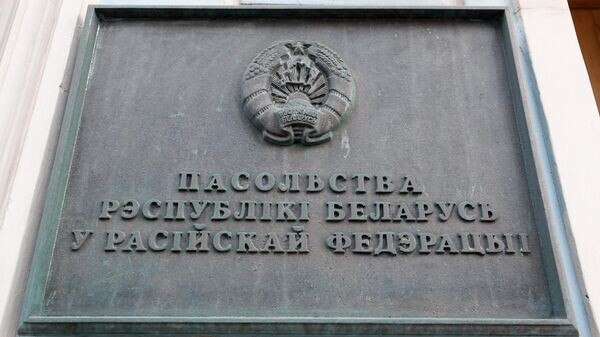 ПАСОЛЬСТВА
РЭСПУБЛІКІ БЕЛАРУСЬ
У РАСІЙСКАЙ ФЕДЭРАЦЫІ